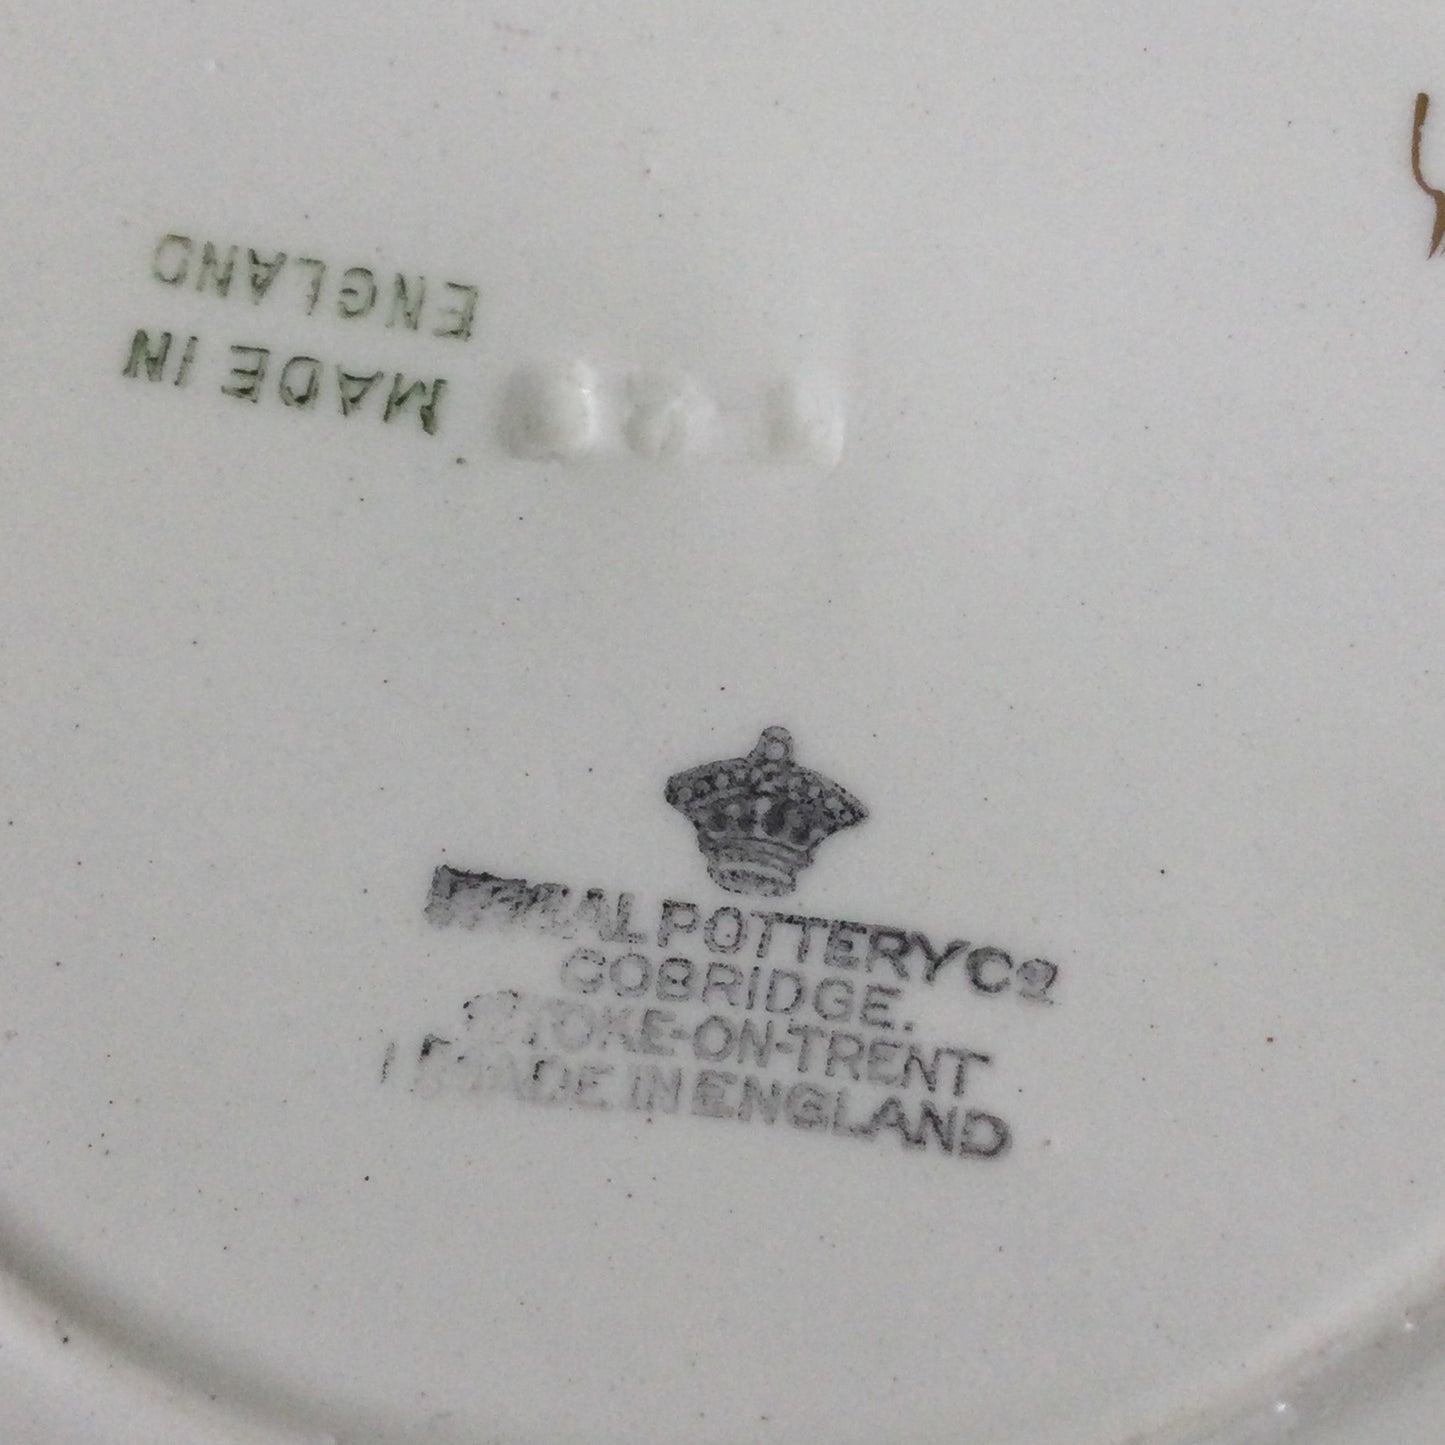 MADE IN
ENGLAND
POTTERY Cº
COBRIDGE.
STOKE-ON-TRENT
MADE IN ENGLAND